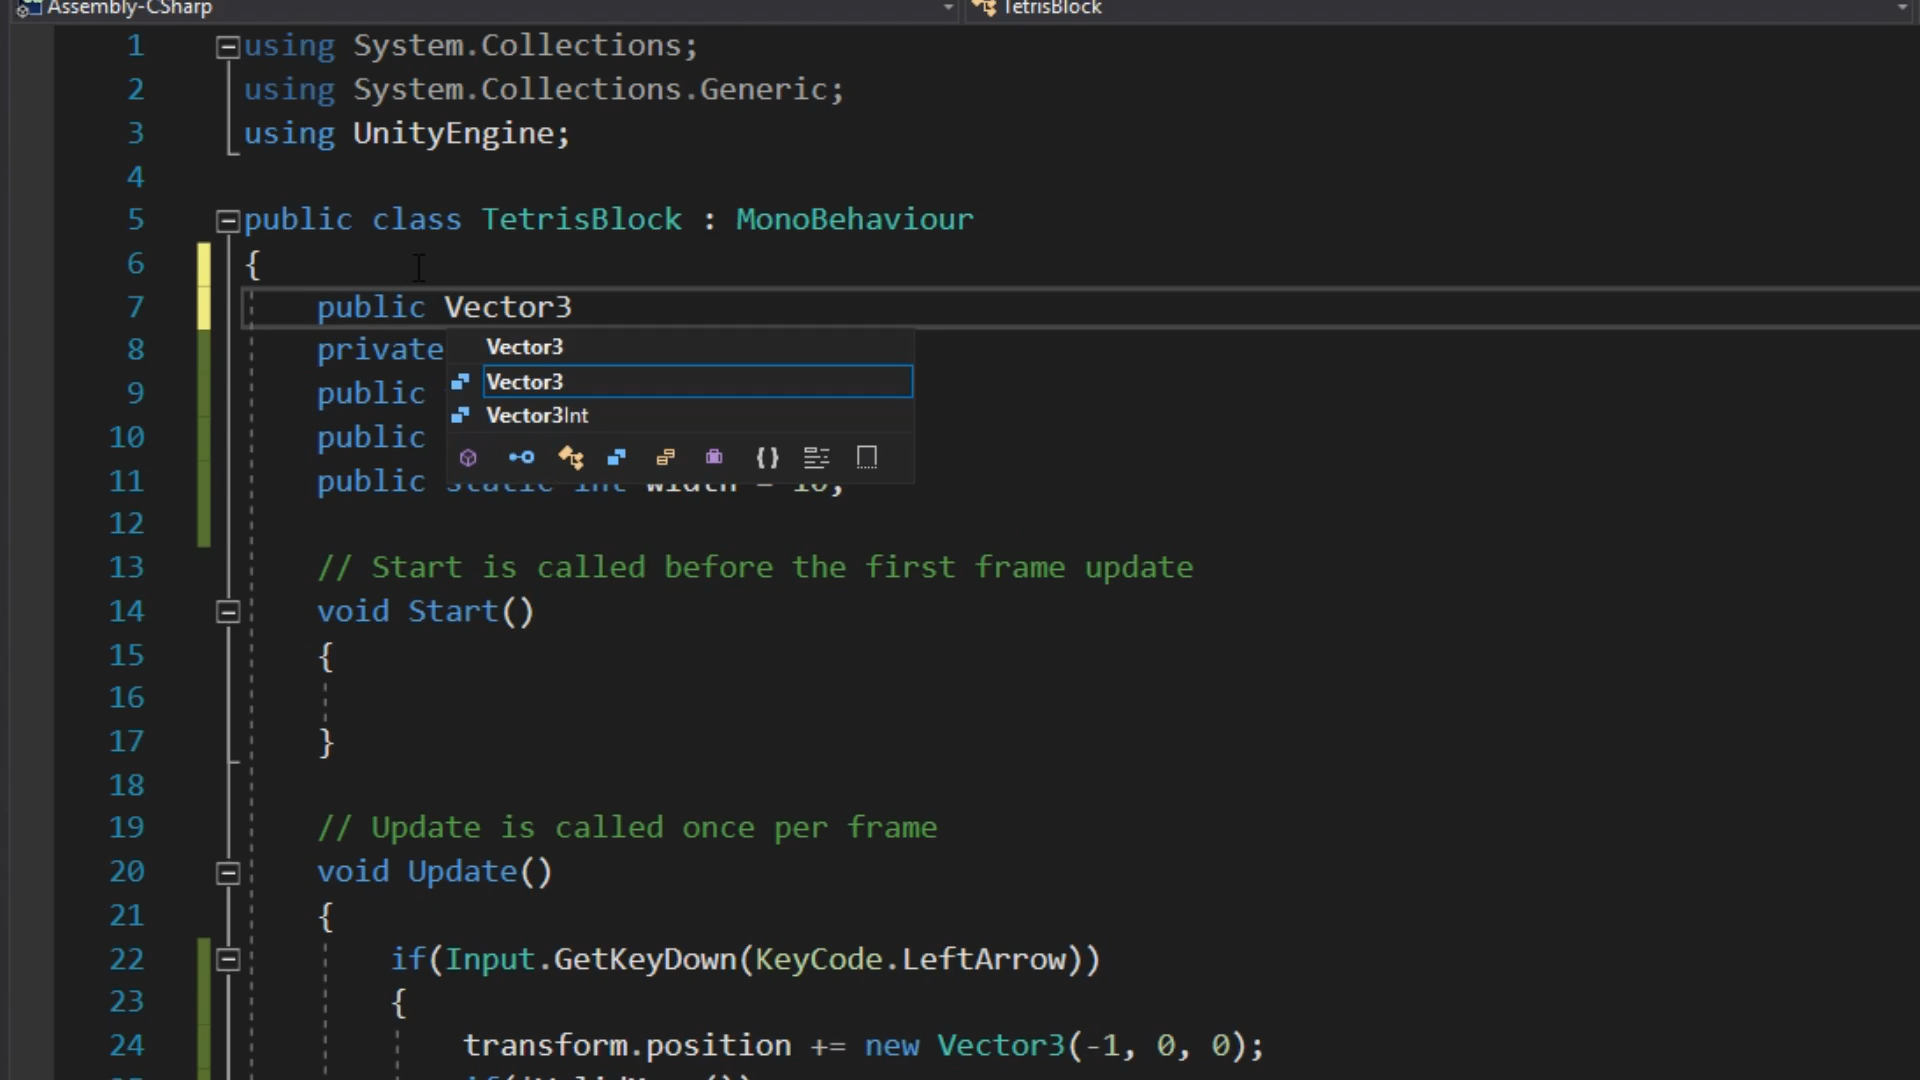 Assembly-CSharp TetrisBlock
1 using System.Collections;
2 using System.Collections.Generic;
3 using UnityEngine;
4
5 public class TetrisBlock : MonoBehaviour
6 {
7 public Vector3
Vector3
8 private
Vector3
9 public
Vector3Int
10 public
11 public static int width = 10;
12
13 // Start is called before the first frame update
14 void Start()
15 {
16
17 }
18
19 // Update is called once per frame
20 void Update()
21 {
22 if(Input.GetKeyDown(KeyCode.LeftArrow))
23 {
24 transform.position += new Vector3(-1, 0, 0);